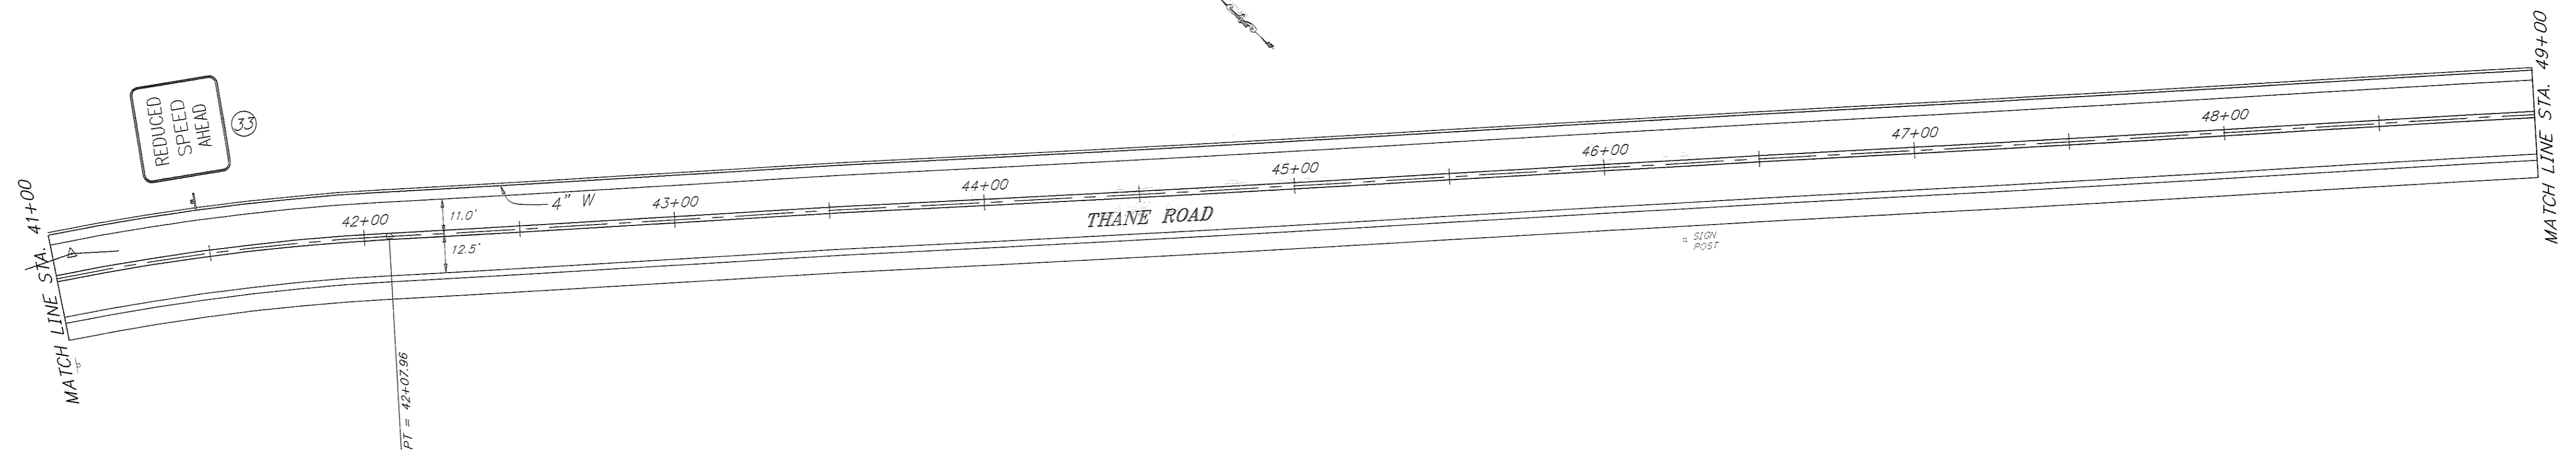 MATCH LINE STA. 41+00
REDUCED
SPEED
AHEAD
33
42+00
11.0'
12.5'
4" W
43+00
44+00
THANE ROAD
45+00
46+00
47+00
48+00
SIGN
POST
PT = 42+07.96
P
MATCH LINE STA. 49+00